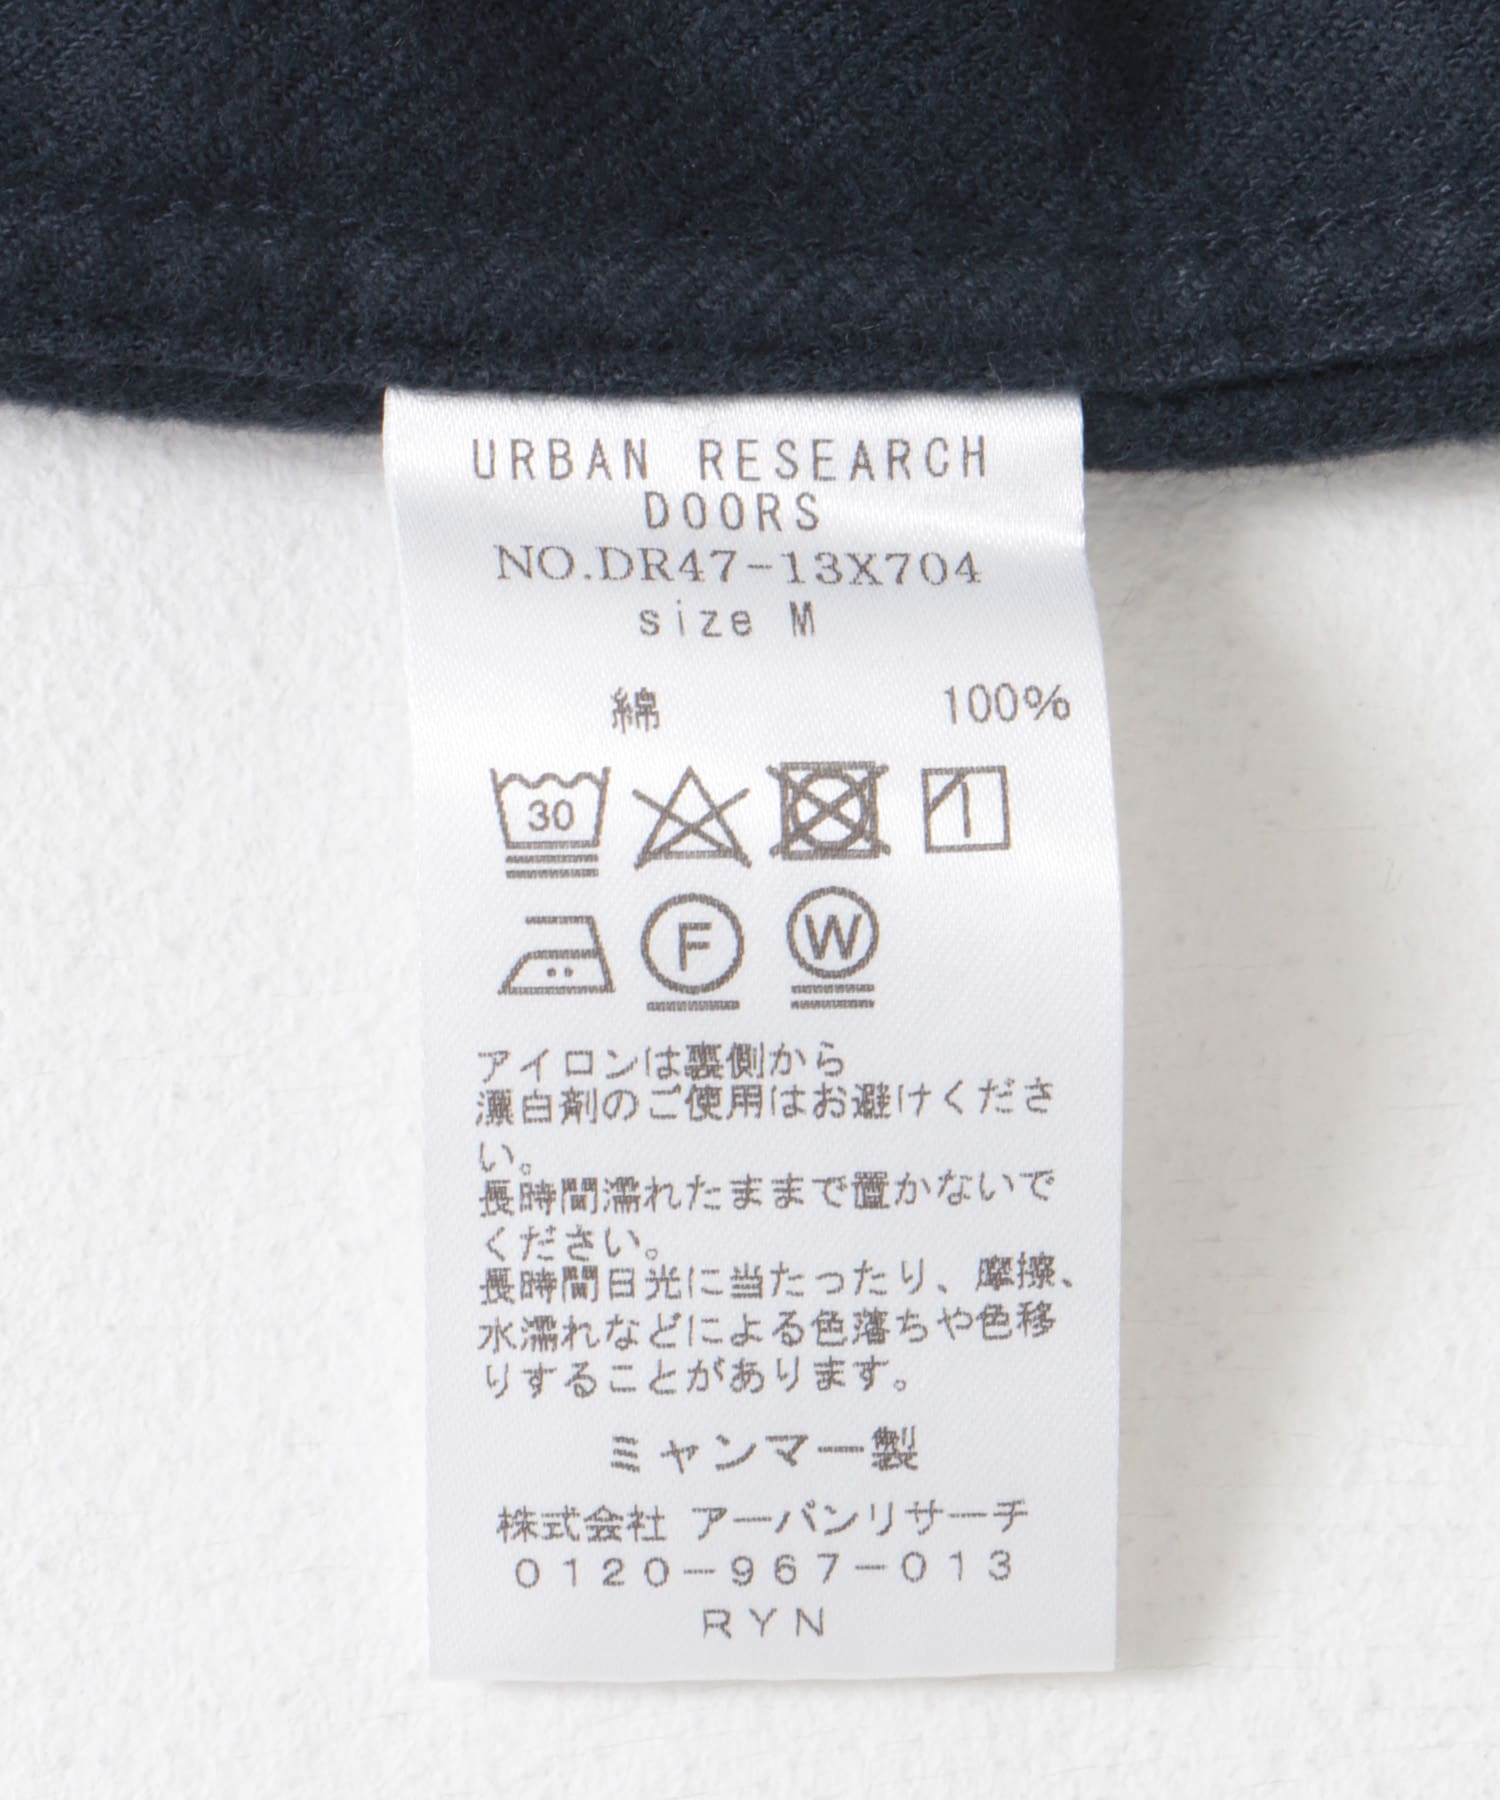 URBAN RESEARCH
DOORS
NO.DR47-13X704
size M
綿 100%
30
F W
アイロンは裏側から
漂白剤のご使用はお避けくださ
い。
長時間濡れたままで置かないで
ください。
長時間日光に当たったり、摩擦、
水濡れなどによる色落ちや色移
りすることがあります。
ミャンマー製
株式会社 アーバンリサーチ
0120-967-013
RYN